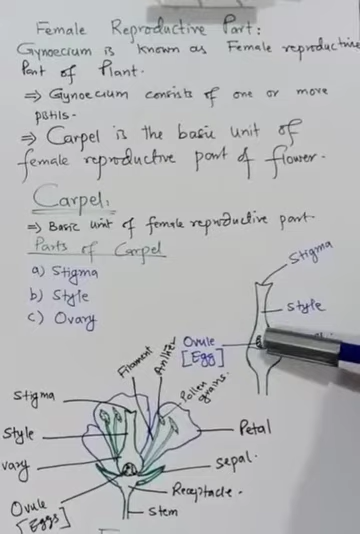 Female Reproductive Part:
Gynoecium is known as Female reproductive
Part of Plant.
⇒ Gynoecium consists of one or more
pistils.
⇒ Carpel is the basic unit of
female reproductive part of flower.
Carpel:
⇒ Basic unit of female reproductive part.
Parts of Carpel
a) Stigma
b) Style
c) Ovary
Stigma
Style
Ovule
[Egg]
Filament
Anther
Pollen
grains.
Stigma
Style
vary
Ovule
[Eggs]
Petal
Sepal.
Receptacle.
Stem